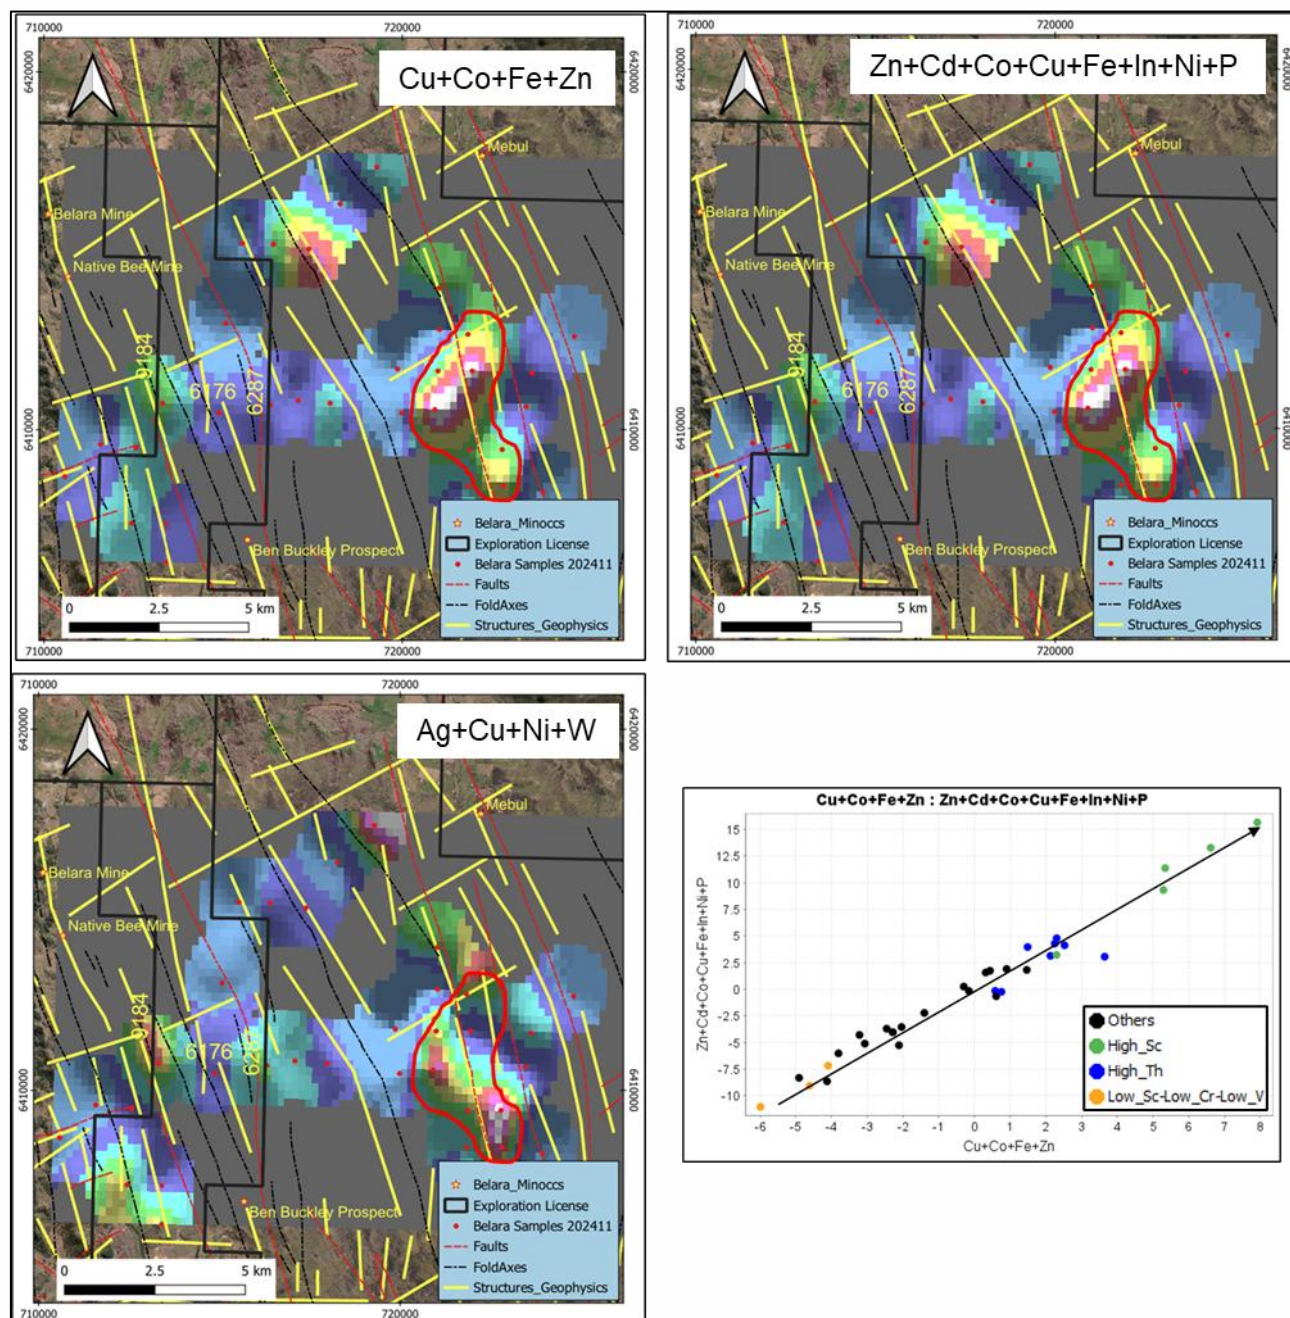 710000
720000
6420000
6420000
Cu+Co+Fe+Zn
Mebul
Belara Mine
Native Bee Mine
9184
6176
6287
6410000
6410000
Ben Buckley Prospect
0 2.5 5 km
Belara_Minoccs
Exploration License
Belara Samples 202411
Faults
FoldAxes
Structures_Geophysics
710000
720000
710000
720000
6420000
6420000
Zn+Cd+Co+Cu+Fe+In+Ni+P
Mebul
Belara Mine
Native Bee Mine
9184
6176
6287
6410000
6410000
Ben Buckley Prospect
0 2.5 5 km
Belara_Minoccs
Exploration License
Belara Samples 202411
Faults
FoldAxes
Structures_Geophysics
710000
720000
710000
720000
6420000
6420000
Ag+Cu+Ni+W
Mebul
Belara Mine
Native Bee Mine
9184
6176
6287
6410000
6410000
Ben Buckley Prospect
0 2.5 5 km
Belara_Minoccs
Exploration License
Belara Samples 202411
Faults
FoldAxes
Structures_Geophysics
710000
720000
Cu+Co+Fe+Zn : Zn+Cd+Co+Cu+Fe+In+Ni+P
Zn+Cd+Co+Cu+Fe+In+Ni+P
15
12.5
10
7.5
5
2.5
0
-2.5
-5
-7.5
-10
Others
High_Sc
High_Th
Low_Sc-Low_Cr-Low_V
-6 -5 -4 -3 -2 -1 0 1 2 3 4 5 6 7 8
Cu+Co+Fe+Zn